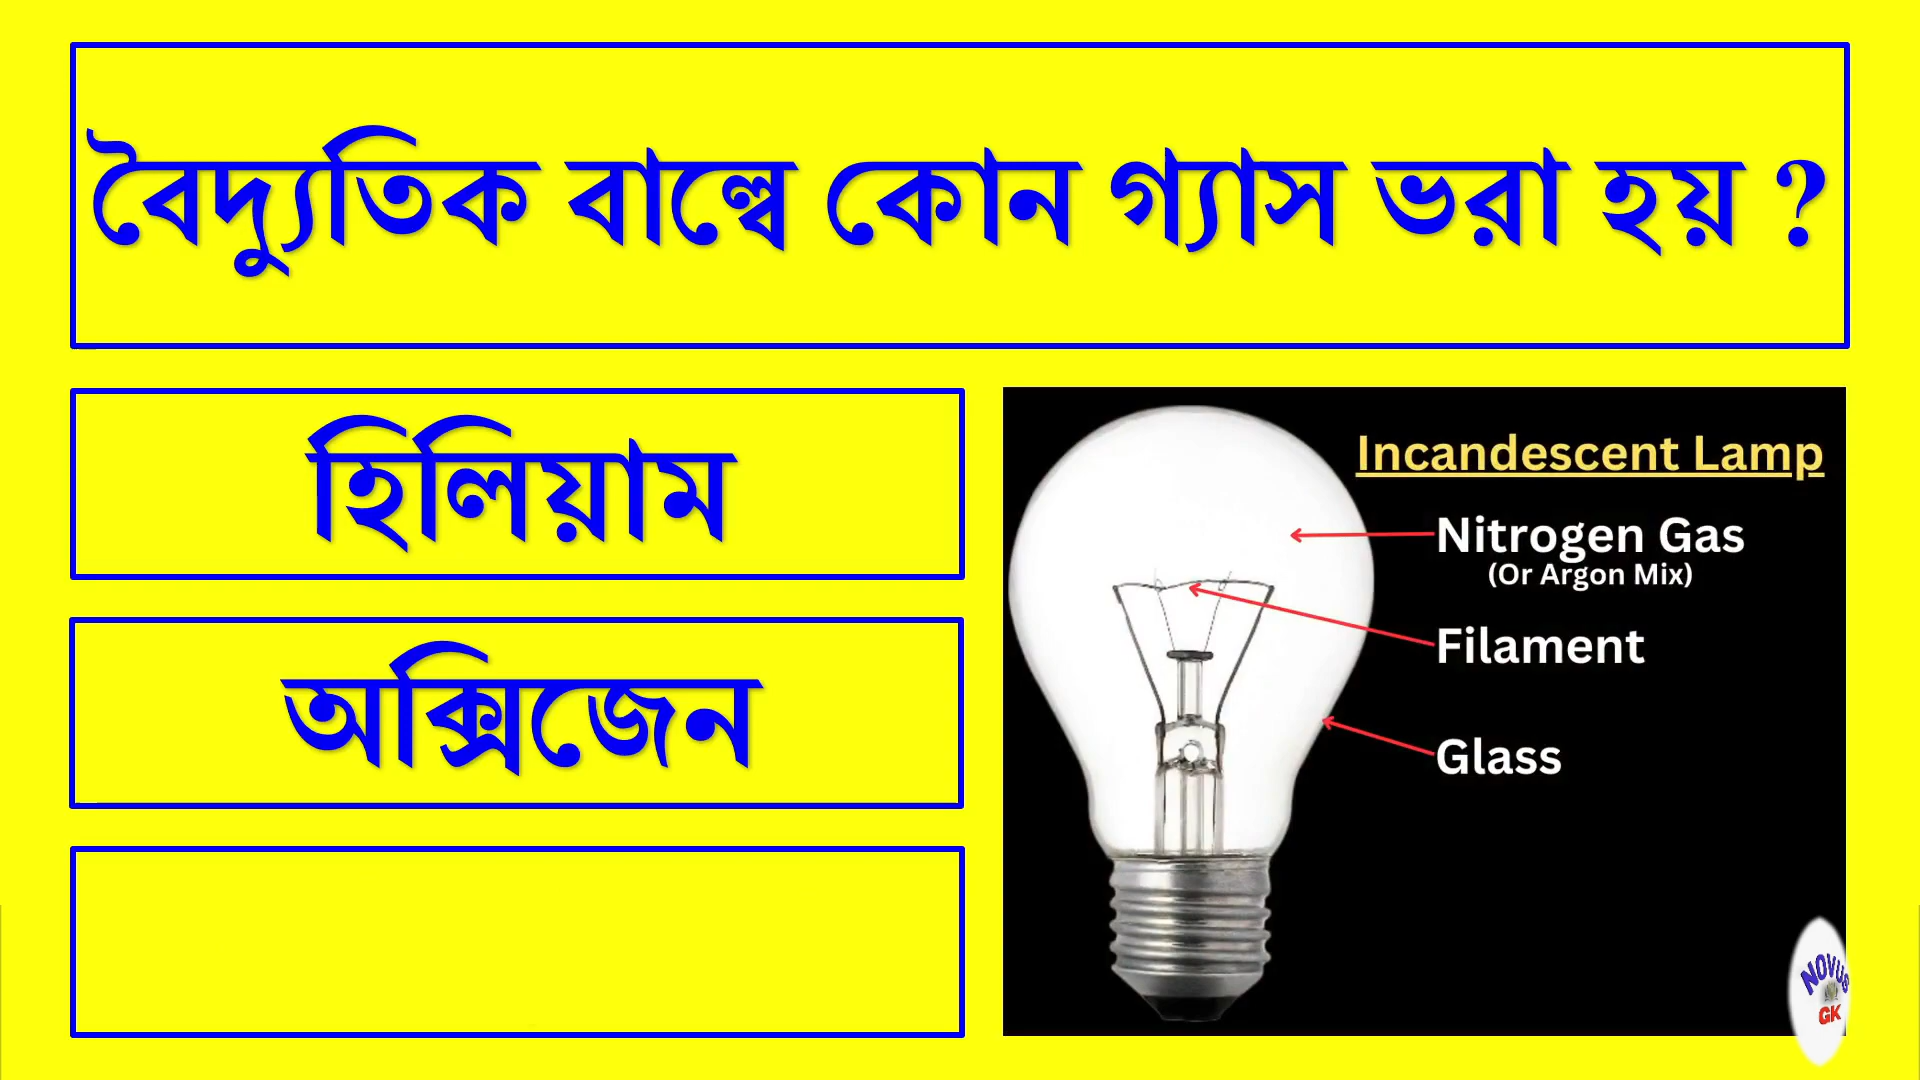 বৈদ্যুতিক বাল্বে কোন গ্যাস ভরা হয় ?
হিলিয়াম
অক্সিজেন
Incandescent Lamp
Nitrogen Gas
(Or Argon Mix)
Filament
Glass
NOVUS
GK